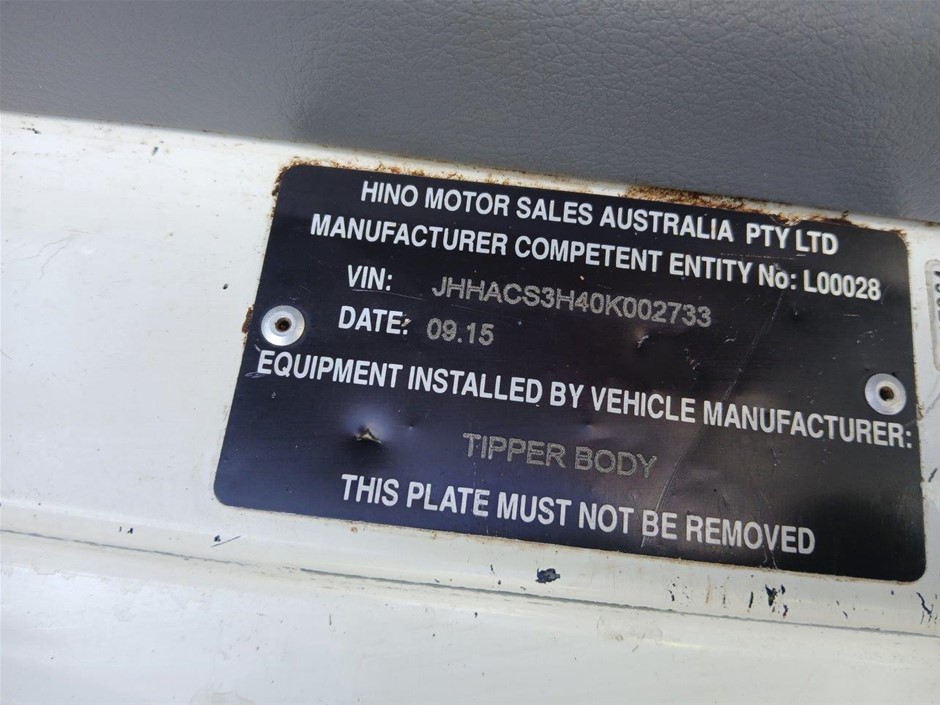 HINO MOTOR SALES AUSTRALIA PTY LTD
MANUFACTURER COMPETENT ENTITY No: L00028
VIN: JHHACS3H40K002733
DATE: 09.15
EQUIPMENT INSTALLED BY VEHICLE MANUFACTURER:
TIPPER BODY
THIS PLATE MUST NOT BE REMOVED